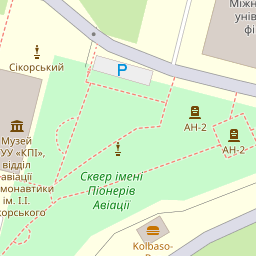 Між
унів
фі
Сікорський
P
АН-2
АН-2
Музей
УУ «КПІ»,
відділ
авіації
монавтики
ім. І.І.
корського
Сквер імені
Піонерів
Авіації
Kolbaso-